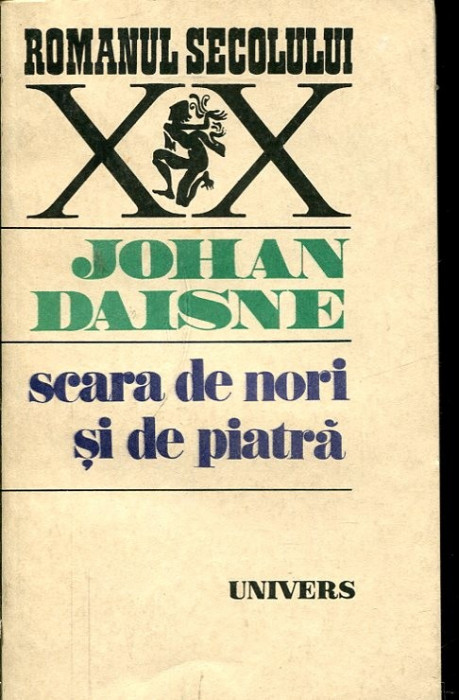 ROMANUL SECOLULUI
XX
JOHAN
DAISNE
scara de nori
și de piatră
UNIVERS